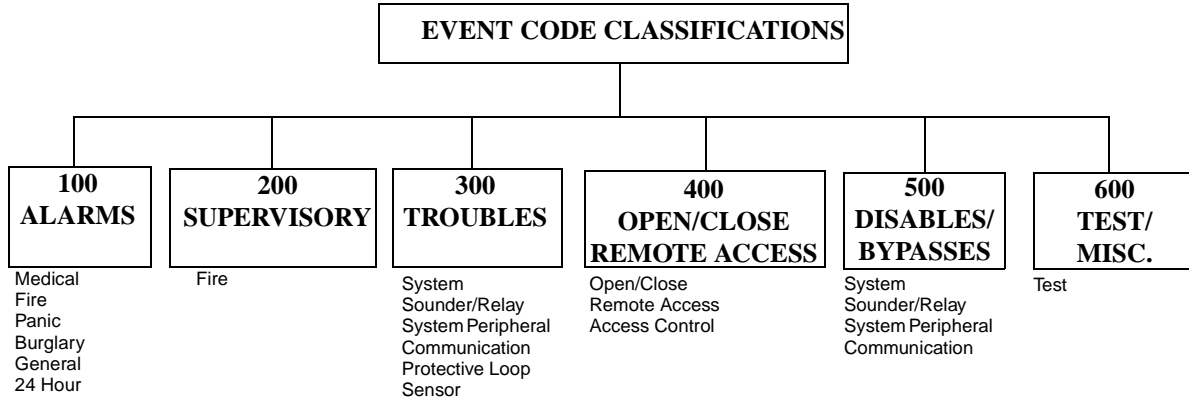 EVENT CODE CLASSIFICATIONS
100
ALARMS
Medical
Fire
Panic
Burglary
General
24 Hour
200
SUPERVISORY
Fire
300
TROUBLES
System
Sounder/Relay
System Peripheral
Communication
Protective Loop
Sensor
400
OPEN/CLOSE
REMOTE ACCESS
Open/Close
Remote Access
Access Control
500
DISABLES/
BYPASSES
System
Sounder/Relay
System Peripheral
Communication
600
TEST/
MISC.
Test